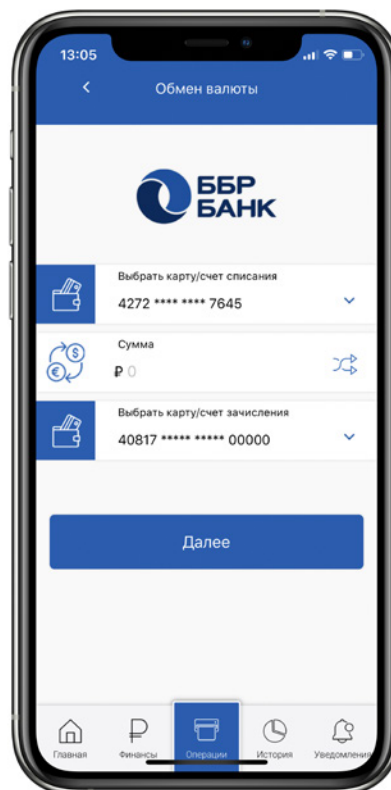 13:05
Обмен валюты
ББР
БАНК
Выбрать карту/счет списания
4272 **** **** 7645
Сумма
₽ 0
Выбрать карту/счет зачисления
40817 ***** ***** 00000
Далее
Главная
Финансы
Операции
История
Уведомления